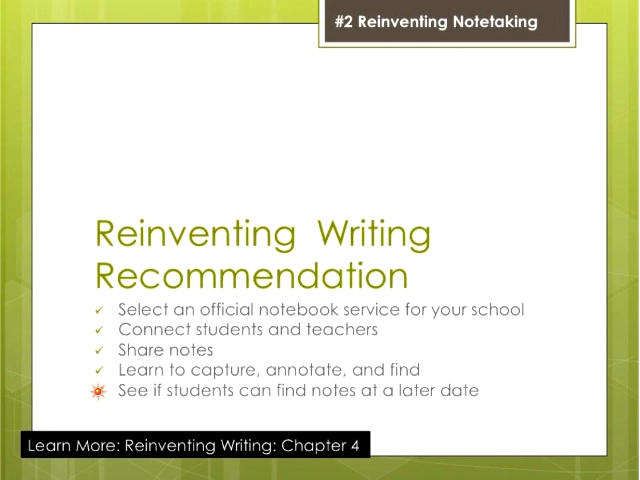 #2 Reinventing Notetaking
Reinventing Writing
Recommendation
Select an official notebook service for your school
Connect students and teachers
Share notes
Learn to capture, annotate, and find
See if students can find notes at a later date
Learn More: Reinventing Writing: Chapter 4